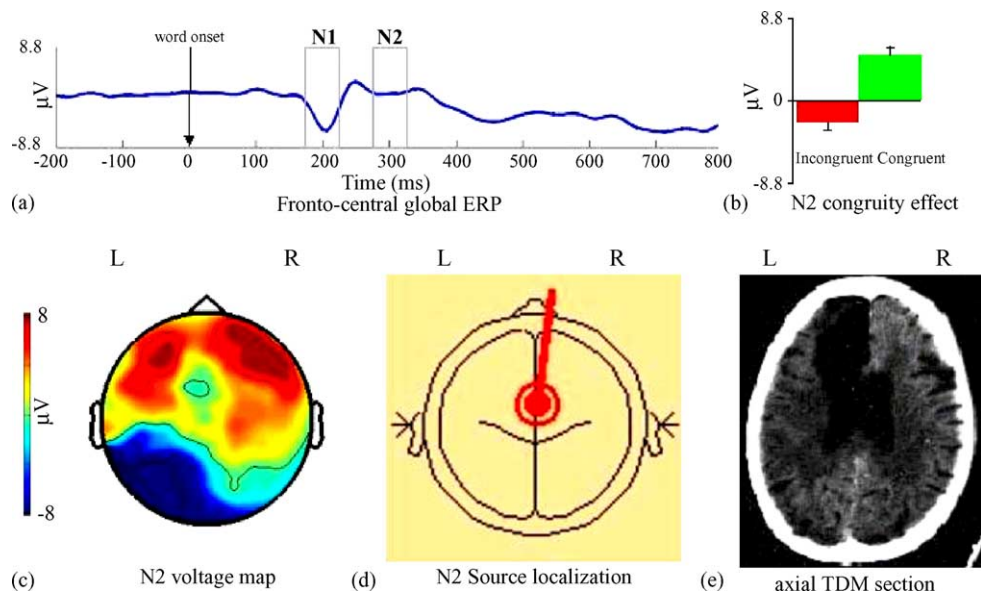 word onset
N1 N2
8.8
µV
-8.8
-200 -100 0 100 200 300 400 500 600 700 800
Time (ms)
(a) Fronto-central global ERP
8.8
µV
0
Incongruent Congruent
-8.8
(b) N2 congruity effect
L R
8
µV
-8
(c) N2 voltage map
L R
(d) N2 Source localization
L R
(e) axial TDM section